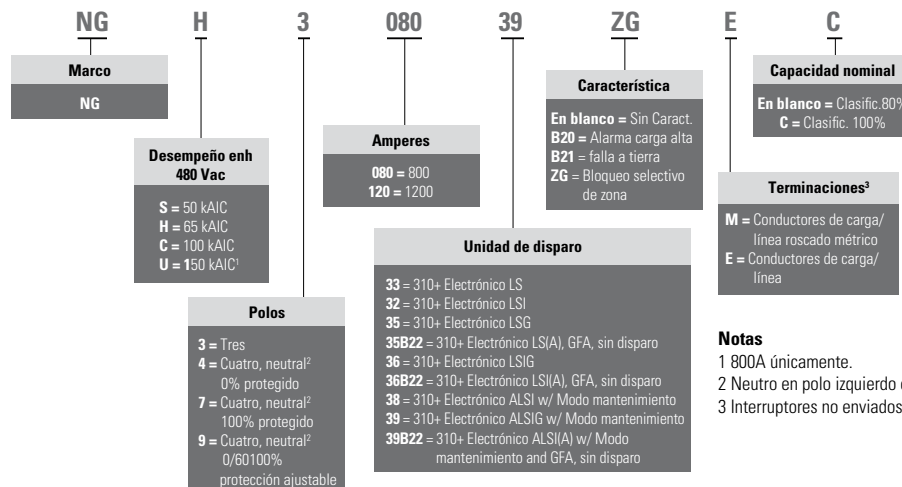 NG H 3 080 39 ZG E C
Marco
NG
Desempeño enh
480 Vac
S = 50 kAIC
H = 65 kAIC
C = 100 kAIC
U = 150 kAIC¹
Polos
3 = Tres
4 = Cuatro, neutral²
0% protegido
7 = Cuatro, neutral²
100% protegido
9 = Cuatro, neutral²
0/60100%
protección ajustable
Amperes
080 = 800
120 = 1200
Unidad de disparo
33 = 310+ Electrónico LS
32 = 310+ Electrónico LSI
35 = 310+ Electrónico LSG
35B22 = 310+ Electrónico LS(A), GFA, sin disparo
36 = 310+ Electrónico LSIG
36B22 = 310+ Electrónico LSI(A), GFA, sin disparo
38 = 310+ Electrónico ALSI w/ Modo mantenimiento
39 = 310+ Electrónico ALSIG w/ Modo mantenimiento
39B22 = 310+ Electrónico ALSI(A) w/ Modo
mantenimiento and GFA, sin disparo
Característica
En blanco = Sin Caract.
B20 = Alarma carga alta
B21 = falla a tierra
ZG = Bloqueo selectivo
de zona
Terminaciones³
M = Conductores de carga/
línea roscado métrico
E = Conductores de carga/
línea
Capacidad nominal
En blanco = Clasific.80%
C = Clasific. 100%
Notas
1 800A únicamente.
2 Neutro en polo izquierdo
3 Interruptores no enviados